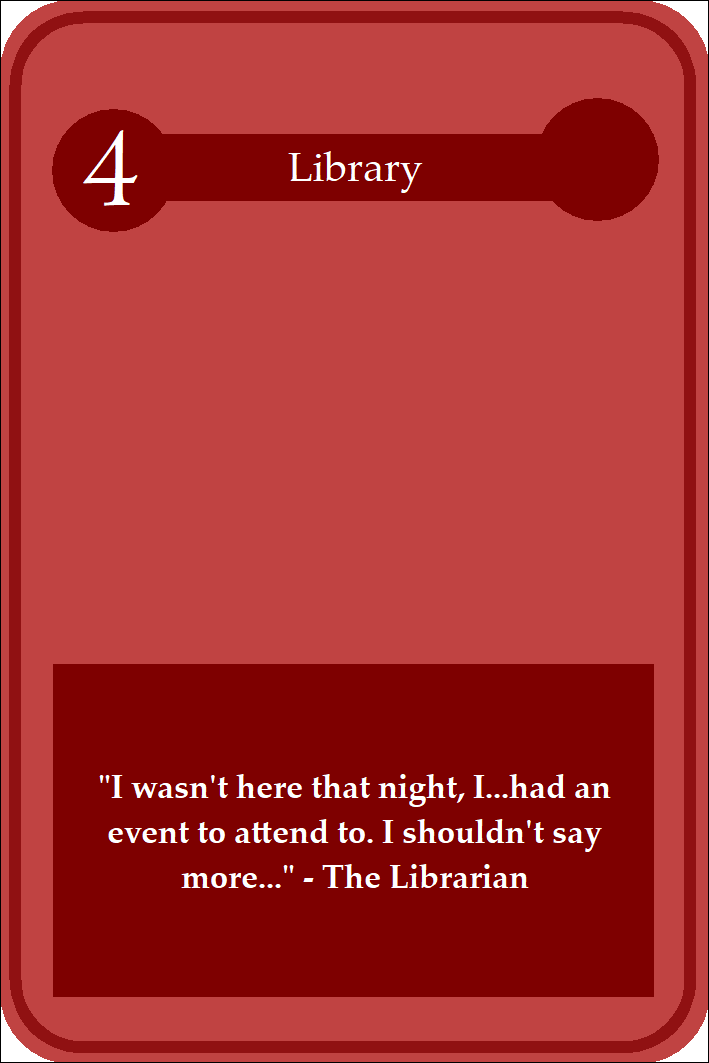 4
Library
"I wasn't here that night, I...had an
event to attend to. I shouldn't say
more..." - The Librarian